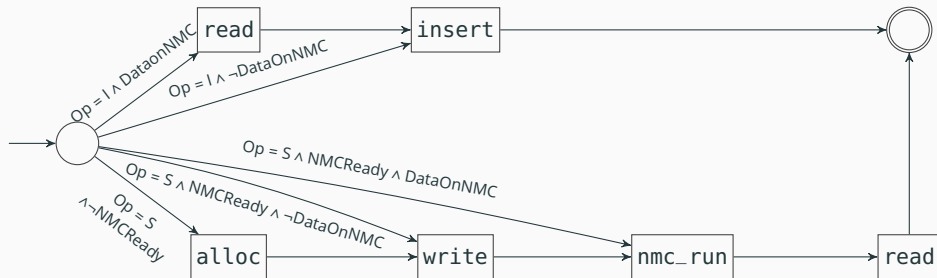 read
insert
Op = I ∧ DataonNMC
Op = I ∧ ¬DataOnNMC
Op = S ∧ NMCReady ∧ DataOnNMC
Op = S ∧ NMCReady ∧ ¬DataOnNMC
Op = S
∧¬NMCReady
alloc
write
nmc_run
read